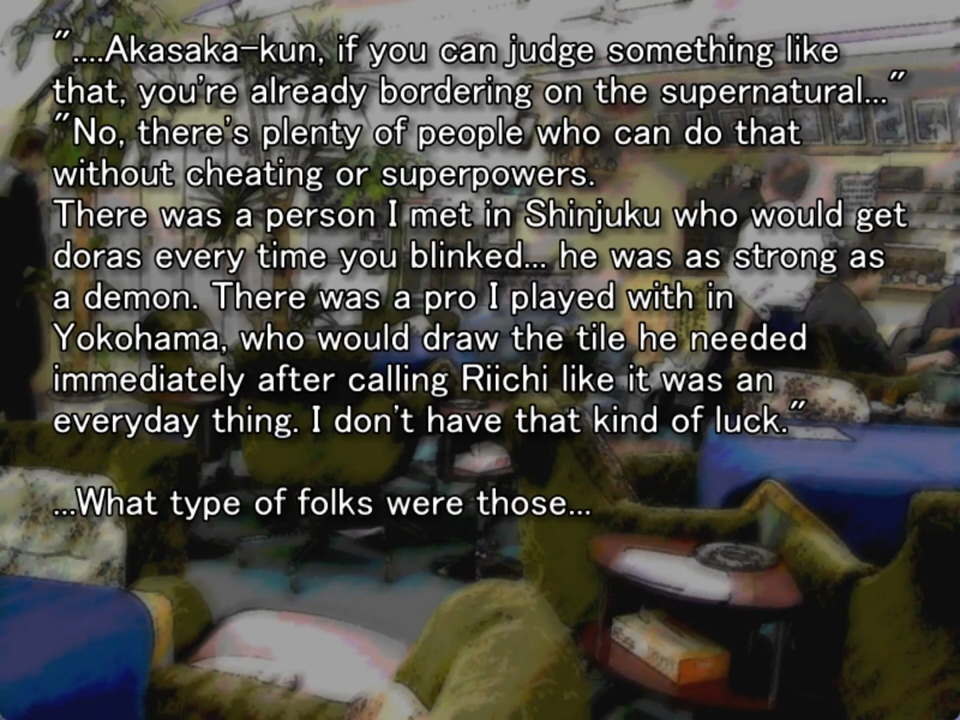 "....Akasaka-kun, if you can judge something like
that, you're already bordering on the supernatural..."
"No, there's plenty of people who can do that
without cheating or superpowers.
There was a person I met in Shinjuku who would get
doras every time you blinked... he was as strong as
a demon. There was a pro I played with in
Yokohama, who would draw the tile he needed
immediately after calling Riichi like it was an
everyday thing. I don't have that kind of luck."
...What type of folks were those...